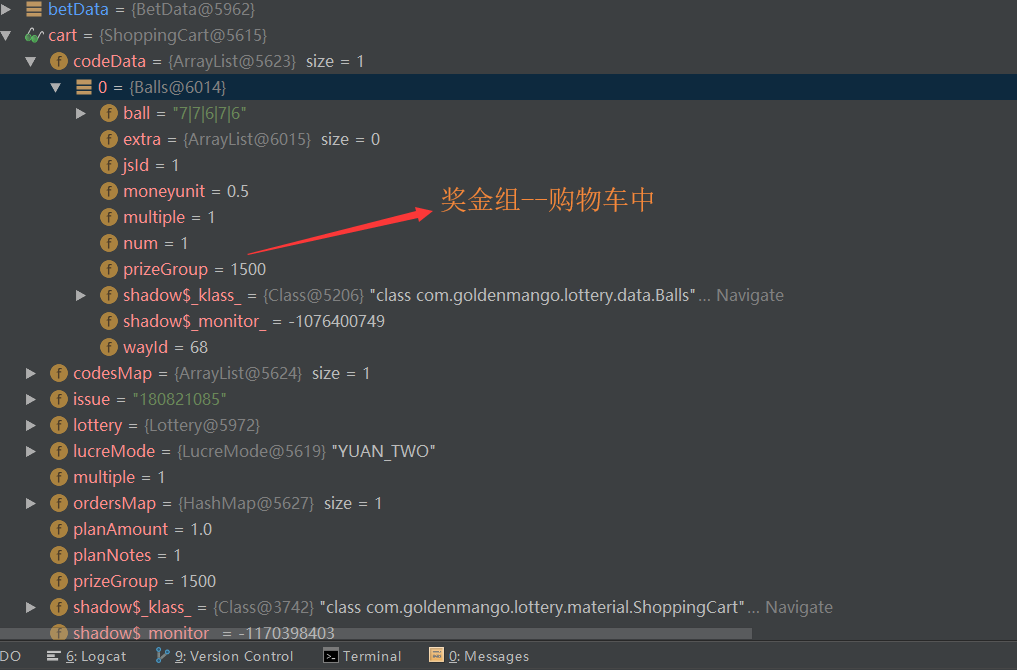 betData = {BetData@5962}
cart = {ShoppingCart@5615}
codeData = {ArrayList@5623} size = 1
0 = {Balls@6014}
ball = "7|7|6|7|6"
extra = {ArrayList@6015} size = 0
jsId = 1
moneyunit = 0.5
奖金组--购物车中
multiple = 1
num = 1
prizeGroup = 1500
shadow$_klass_ = {Class@5206} "class com.goldenmango.lottery.data.Balls"... Navigate
shadow$_monitor_ = -1076400749
wayId = 68
codesMap = {ArrayList@5624} size = 1
issue = "180821085"
lottery = {Lottery@5972}
lucreMode = {LucreMode@5619} "YUAN_TWO"
multiple = 1
ordersMap = {HashMap@5627} size = 1
planAmount = 1.0
planNotes = 1
prizeGroup = 1500
shadow$_klass_ = {Class@3742} "class com.goldenmango.lottery.material.ShoppingCart"... Navigate
shadow$_monitor_ = -1170398403
DO 6: Logcat 9: Version Control Terminal 0: Messages